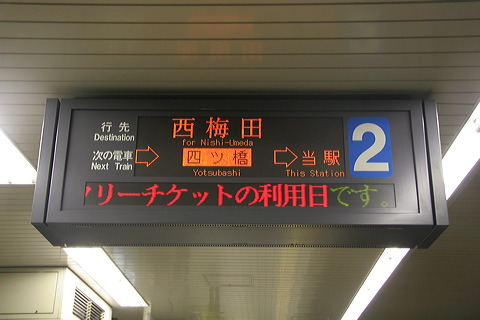 行先
Destination
西梅田
for Nishi-Umeda
2
次の電車
Next Train
四ツ橋
Yotsubashi
当駅
This Station
リーチケットの利用日です。